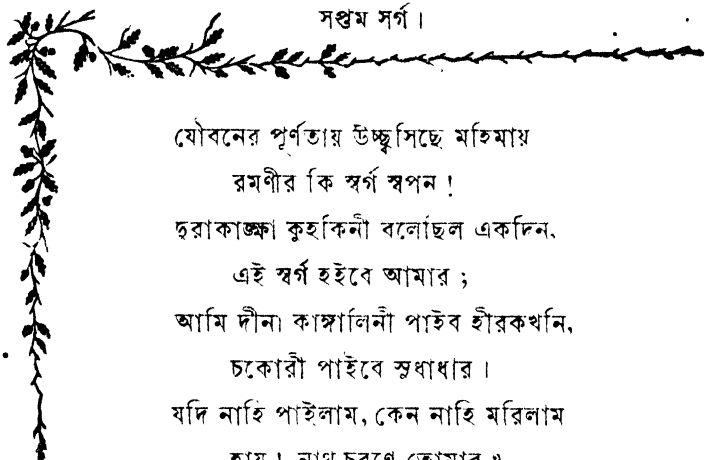 সপ্তম সর্গ।
যৌবনের পূর্ণতায় উচ্ছ্বসিছে মহিমায়
রমণীর কি স্বর্গ স্বপন !
দুরাকাঙ্ক্ষা কুহকিনী বলেছিল একদিন,
এই স্বর্গ হইবে আমার ;
আমি দীনা কাঙ্গালিনী পাইব হীরকখনি,
চকোরী পাইবে সুধাধার ।
যদি নাহি পাইলাম, কেন নাহি মরিলাম
হায় ! নাথ চরণে তোমার ?